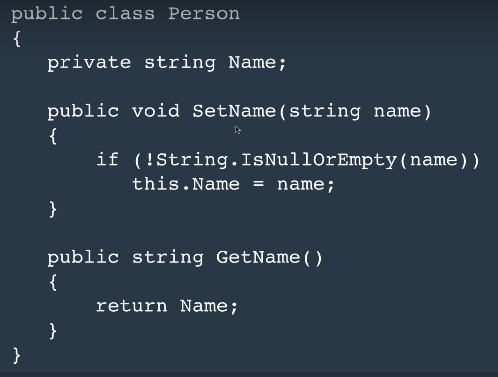 public class Person
{
private string Name;
public void SetName(string name)
{
if (!String.IsNullOrEmpty(name))
this.Name = name;
}
public string GetName()
{
return Name;
}
}